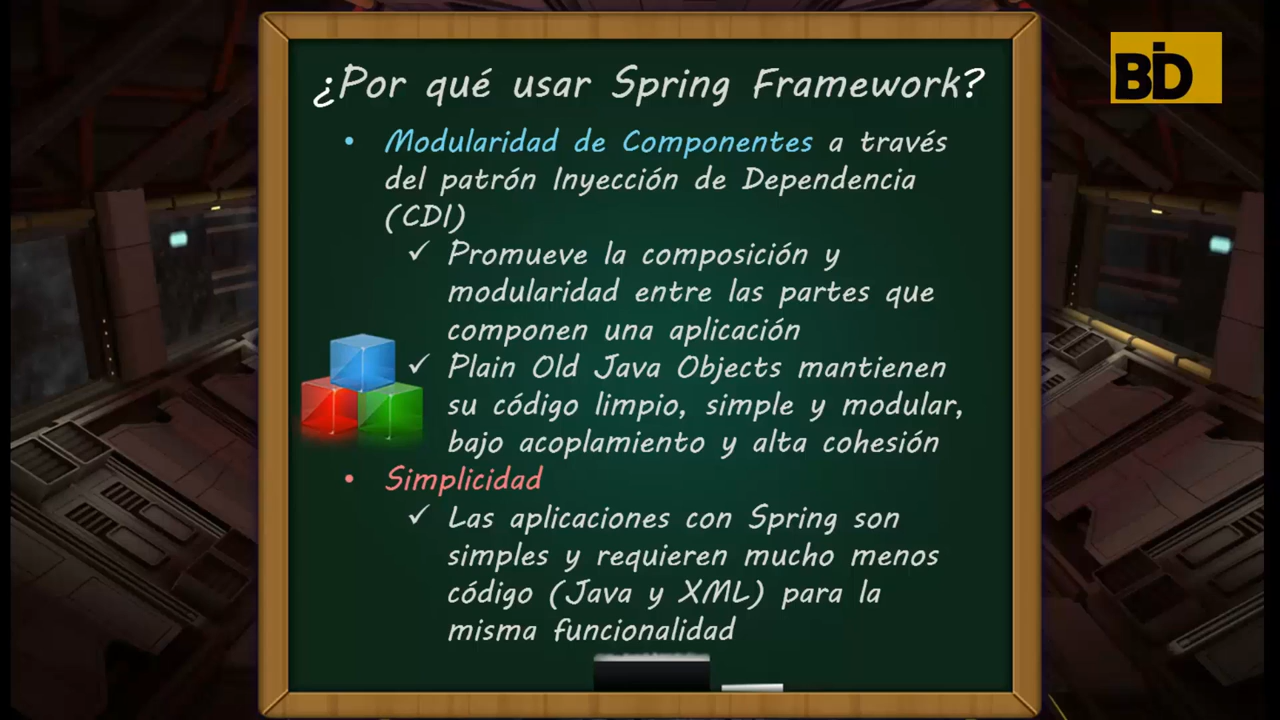 BID
¿Por qué usar Spring Framework?
• Modularidad de Componentes a través
del patrón Inyección de Dependencia
(CDI)
✓ Promueve la composición y
modularidad entre las partes que
componen una aplicación
✓ Plain Old Java Objects mantienen
su código limpio, simple y modular,
bajo acoplamiento y alta cohesión
• Simplicidad
✓ Las aplicaciones con Spring son
simples y requieren mucho menos
código (Java y XML) para la
misma funcionalidad